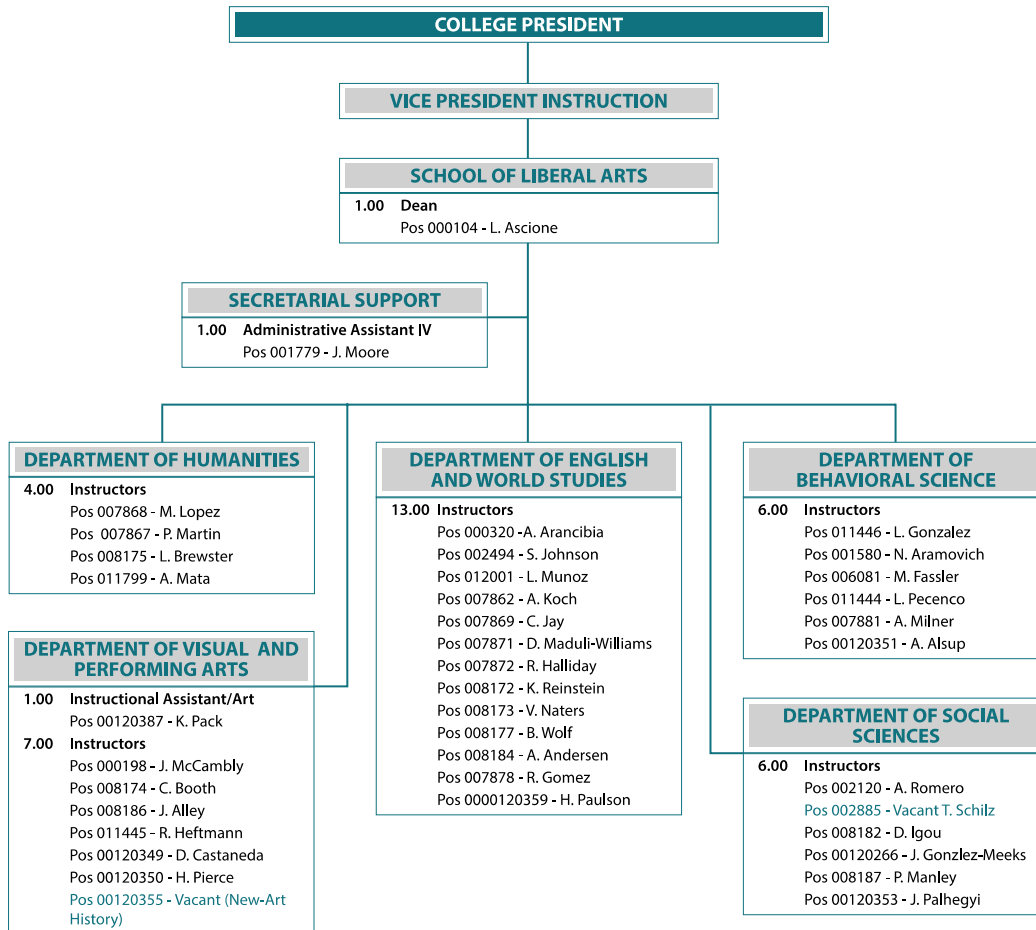 COLLEGE PRESIDENT
VICE PRESIDENT INSTRUCTION
SCHOOL OF LIBERAL ARTS
1.00 Dean
Pos 000104 - L. Ascione
SECRETARIAL SUPPORT
1.00 Administrative Assistant IV
Pos 001779 - J. Moore
DEPARTMENT OF HUMANITIES
4.00 Instructors
Pos 007868 - M. Lopez
Pos 007867 - P. Martin
Pos 008175 - L. Brewster
Pos 011799 - A. Mata
DEPARTMENT OF VISUAL AND
PERFORMING ARTS
1.00 Instructional Assistant/Art
Pos 00120387 - K. Pack
7.00 Instructors
Pos 000198 - J. McCambly
Pos 008174 - C. Booth
Pos 008186 - J. Alley
Pos 011445 - R. Heftmann
Pos 00120349 - D. Castaneda
Pos 00120350 - H. Pierce
Pos 00120355 - Vacant (New-Art
History)
DEPARTMENT OF ENGLISH
AND WORLD STUDIES
13.00 Instructors
Pos 000320 -A. Arancibia
Pos 002494 - S. Johnson
Pos 012001 - L. Munoz
Pos 007862 - A. Koch
Pos 007869 - C. Jay
Pos 007871 - D. Maduli-Williams
Pos 007872 - R. Halliday
Pos 008172 - K. Reinstein
Pos 008173 - V. Naters
Pos 008177 - B. Wolf
Pos 008184 - A. Andersen
Pos 007878 - R. Gomez
Pos 0000120359 - H. Paulson
DEPARTMENT OF
BEHAVIORAL SCIENCE
6.00 Instructors
Pos 011446 - L. Gonzalez
Pos 001580 - N. Aramovich
Pos 006081 - M. Fassler
Pos 011444 - L. Pecenco
Pos 007881 - A. Milner
Pos 00120351 - A. Alsup
DEPARTMENT OF SOCIAL
SCIENCES
6.00 Instructors
Pos 002120 - A. Romero
Pos 002885 - Vacant T. Schilz
Pos 008182 - D. Igou
Pos 00120266 - J. Gonzlez-Meeks
Pos 008187 - P. Manley
Pos 00120353 - J. Palhegyi